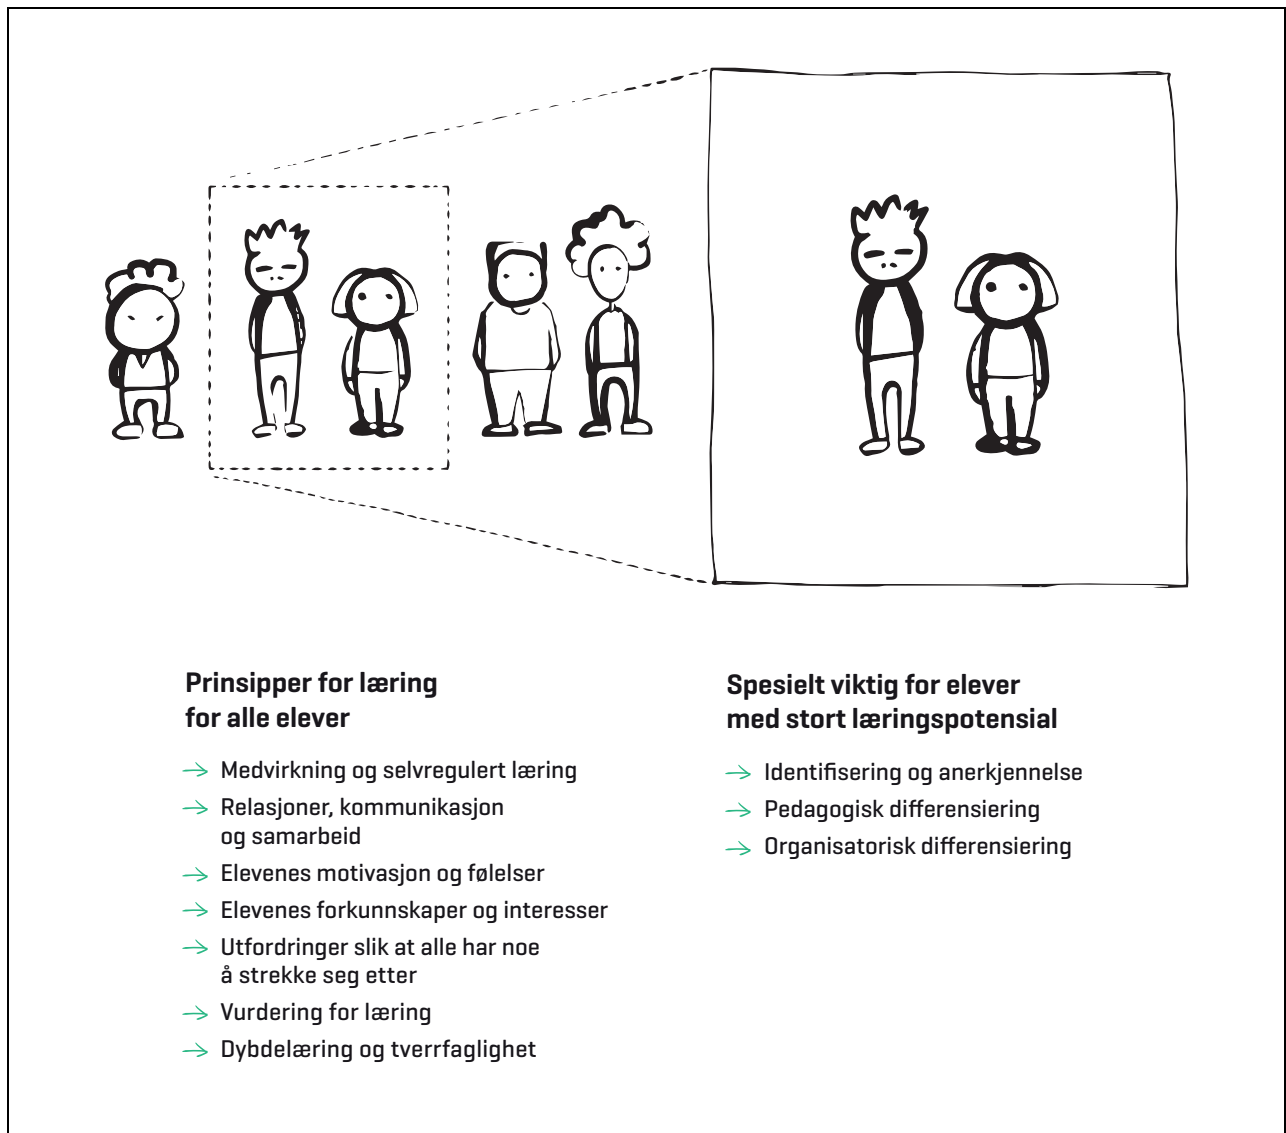 Prinsipper for læring
for alle elever
→ Medvirkning og selvregulert læring
→ Relasjoner, kommunikasjon
og samarbeid
→ Elevenes motivasjon og følelser
→ Elevenes forkunnskaper og interesser
→ Utfordringer slik at alle har noe
å strekke seg etter
→ Vurdering for læring
→ Dybdelæring og tverrfaglighet
Spesielt viktig for elever
med stort læringspotensial
→ Identifisering og anerkjennelse
→ Pedagogisk differensiering
→ Organisatorisk differensiering